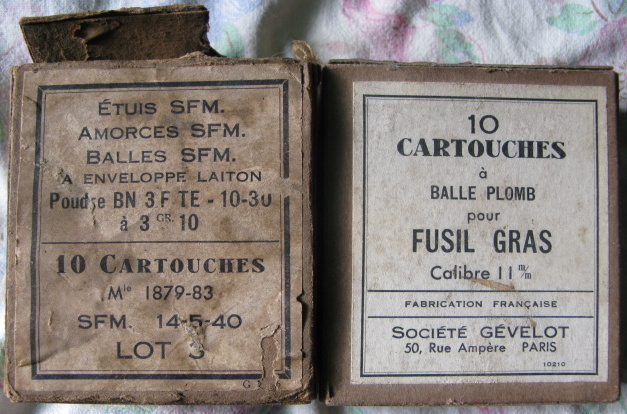 ÉTUIS SFM.
AMORCES SFM.
BALLES SFM.
A ENVELOPPE LAITON
Poudre BN 3 F TE - 10-30
à 3 GR. 10
10 CARTOUCHES
Mle 1879-83
SFM. 14-5-40
LOT 3
G
10
CARTOUCHES
à
BALLE PLOMB
pour
FUSIL GRAS
Calibre 11 m/m
FABRICATION FRANÇAISE
SOCIÉTÉ GÉVELOT
50, Rue Ampère PARIS
10210